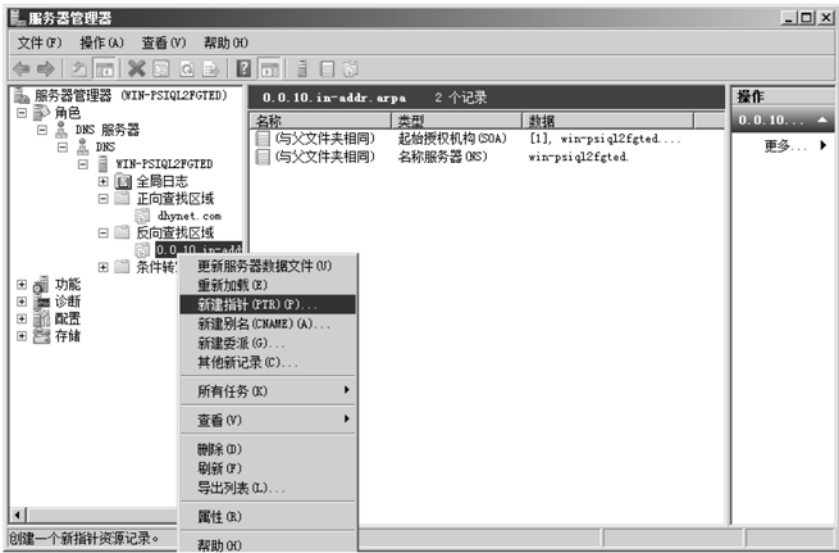 服务器管理器
文件(F) 操作(A) 查看(V) 帮助(H)
服务器管理器 (WIN-PSIQL2FGTED)
角色
DNS 服务器
DNS
WIN-PSIQL2FGTED
全局日志
正向查找区域
dhynet.com
反向查找区域
0.0.10.in-add
条件转
功能
诊断
配置
存储
0.0.10.in-addr.arpa 2 个记录
名称 类型 数据
(与父文件夹相同) 起始授权机构(SOA) [1], win-psiql2fgted....
(与父文件夹相同) 名称服务器(NS) win-psiql2fgted.
操作
0.0.10...
更多...
更新服务器数据文件(U)
重新加载(E)
新建指针(PTR)(P)...
新建别名(CNAME)(A)...
新建委派(G)...
其他新记录(C)...
所有任务(K)
查看(V)
删除(D)
刷新(F)
导出列表(L)...
属性(R)
帮助(H)
创建一个新指针资源记录。